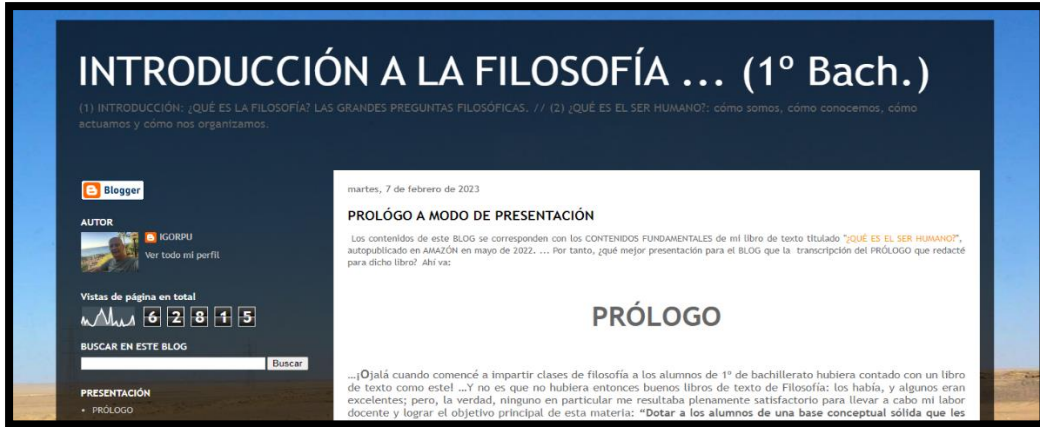 INTRODUCCIÓN A LA FILOSOFÍA ... (1º Bach.)
(1) INTRODUCCIÓN: ¿QUÉ ES LA FILOSOFÍA? LAS GRANDES PREGUNTAS FILOSÓFICAS. // (2) ¿QUÉ ES EL SER HUMANO?: cómo somos, cómo conocemos, cómo
actuamos y cómo nos organizamos.
Blogger
AUTOR
IGORPU
Ver todo mi perfil
Vistas de página en total
6 2 8 1 5
BUSCAR EN ESTE BLOG
Buscar
PRESENTACIÓN
• PRÓLOGO
martes, 7 de febrero de 2023
PROLÓGO A MODO DE PRESENTACIÓN
Los contenidos de este BLOG se corresponden con los CONTENIDOS FUNDAMENTALES de mi libro de texto titulado "¿QUÉ ES EL SER HUMANO?",
autopublicado en AMAZÓN en mayo de 2022. ... Por tanto, ¿qué mejor presentación para el BLOG que la transcripción del PRÓLOGO que redacté
para dicho libro? Ahí va:
PRÓLOGO
...¡Ojalá cuando comencé a impartir clases de filosofía a los alumnos de 1º de bachillerato hubiera contado con un libro
de texto como este! ...Y no es que no hubiera entonces buenos libros de texto de Filosofía: los había, y algunos eran
excelentes; pero, la verdad, ninguno en particular me resultaba plenamente satisfactorio para llevar a cabo mi labor
docente y lograr el objetivo principal de esta materia: "Dotar a los alumnos de una base conceptual sólida que les